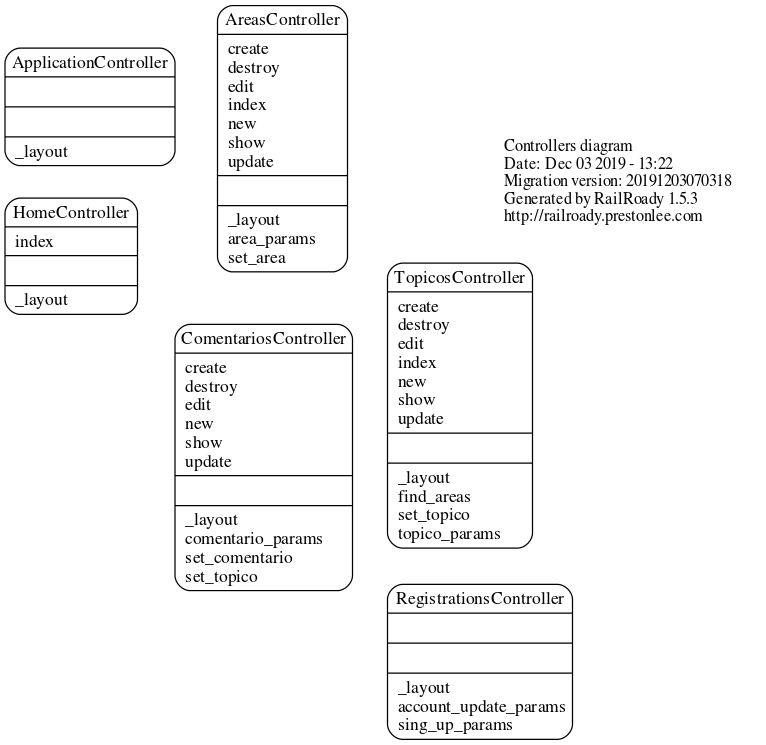 ApplicationController
_layout
HomeController
index
_layout
AreasController
create
destroy
edit
index
new
show
update
_layout
area_params
set_area
ComentariosController
create
destroy
edit
new
show
update
_layout
comentario_params
set_comentario
set_topico
Controllers diagram
Date: Dec 03 2019 - 13:22
Migration version: 20191203070318
Generated by RailRoady 1.5.3
http://railroady.prestonlee.com
TopicosController
create
destroy
edit
index
new
show
update
_layout
find_areas
set_topico
topico_params
RegistrationsController
_layout
account_update_params
sing_up_params